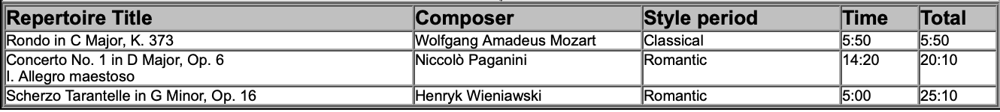 Repertoire Title Composer Style period Time Total
Rondo in C Major, K. 373 Wolfgang Amadeus Mozart Classical 5:50 5:50
Concerto No. 1 in D Major, Op. 6 Niccolò Paganini Romantic 14:20 20:10
I. Allegro maestoso
Scherzo Tarantelle in G Minor, Op. 16 Henryk Wieniawski Romantic 5:00 25:10